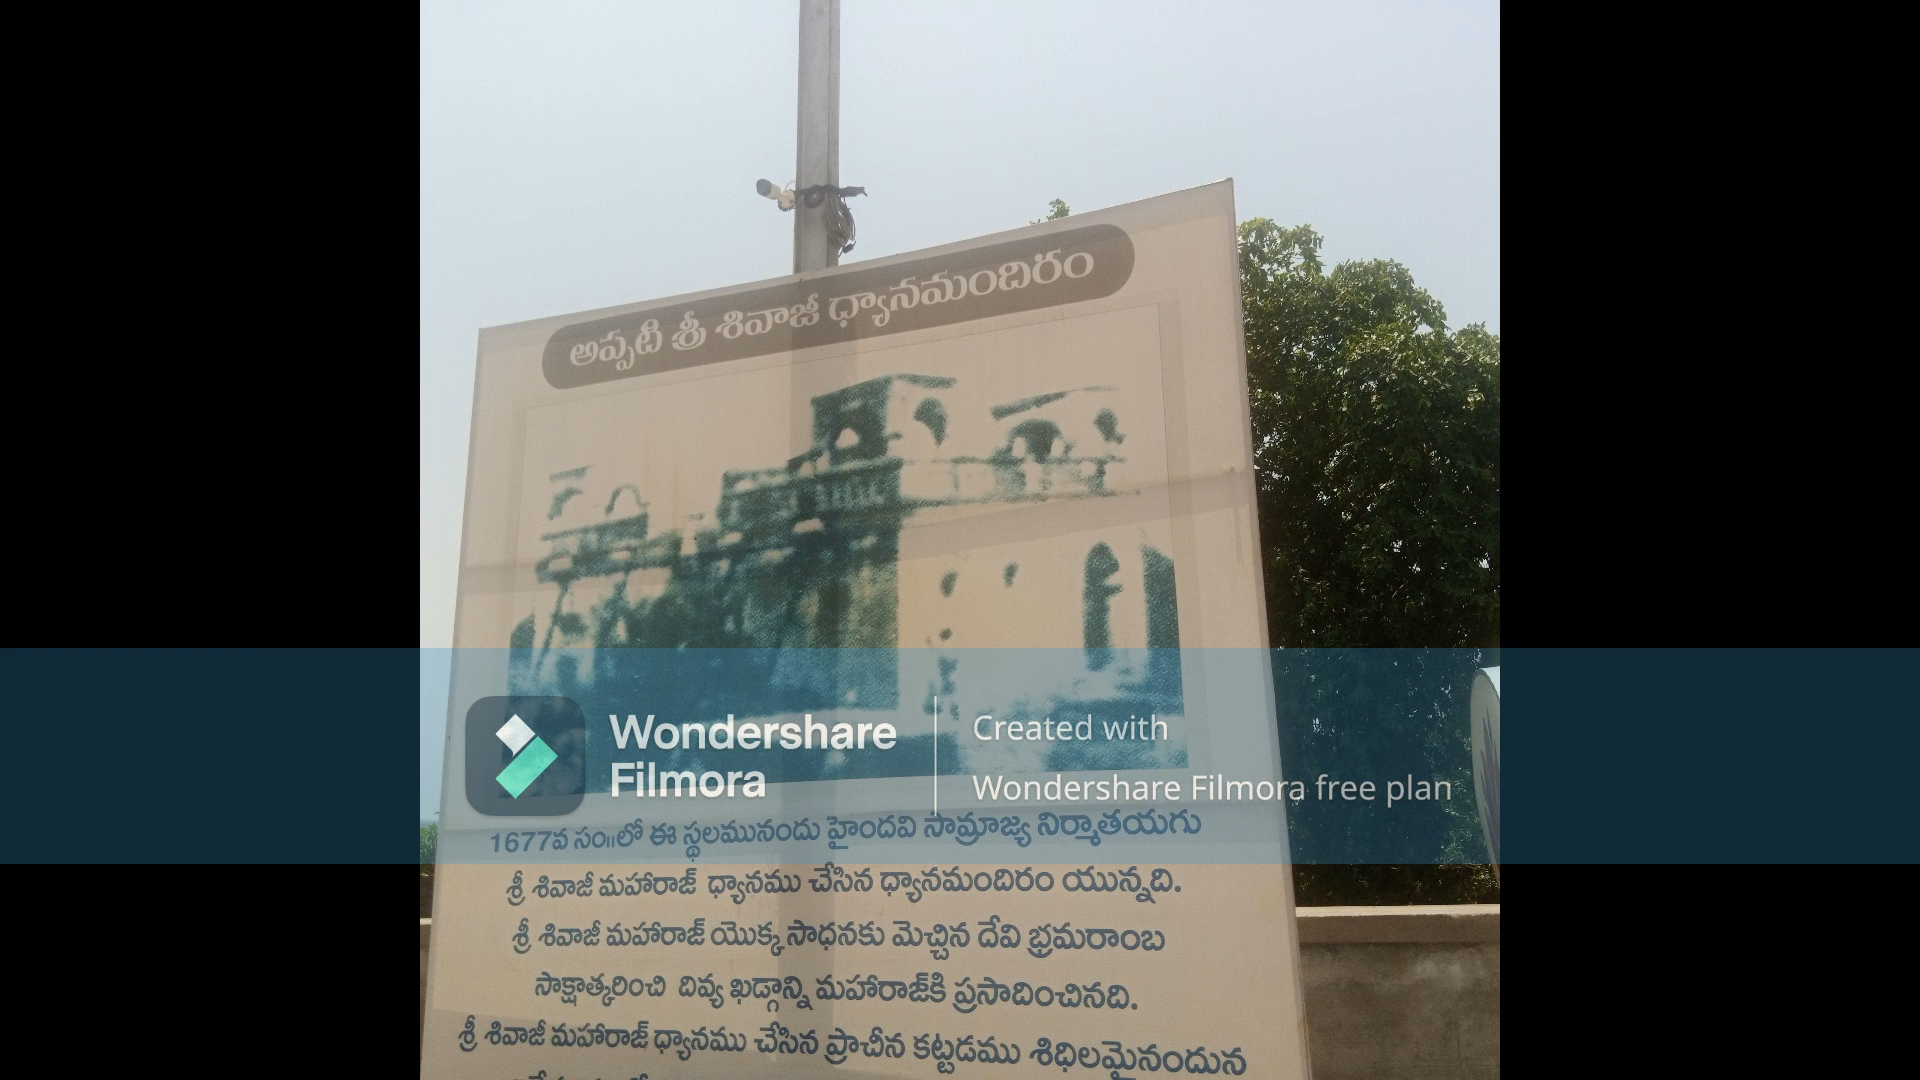 అప్పటి శ్రీ శివాజీ ధ్యానమందిరం
Wondershare
Filmora
Created with
Wondershare Filmora free plan
1677వ సం॥లో ఈ స్థలమునందు హైందవి సామ్రాజ్య నిర్మాతయగు
శ్రీ శివాజీ మహారాజ్ ధ్యానము చేసిన ధ్యానమందిరం యున్నది.
శ్రీ శివాజీ మహారాజ్ యొక్క సాధనకు మెచ్చిన దేవి భ్రమరాంబ
సాక్షాత్కరించి దివ్య ఖడ్గాన్ని మహారాజ్‌కి ప్రసాదించినది.
శ్రీ శివాజీ మహారాజ్ ధ్యానము చేసిన ప్రాచీన కట్టడము శిధిలమైనందున